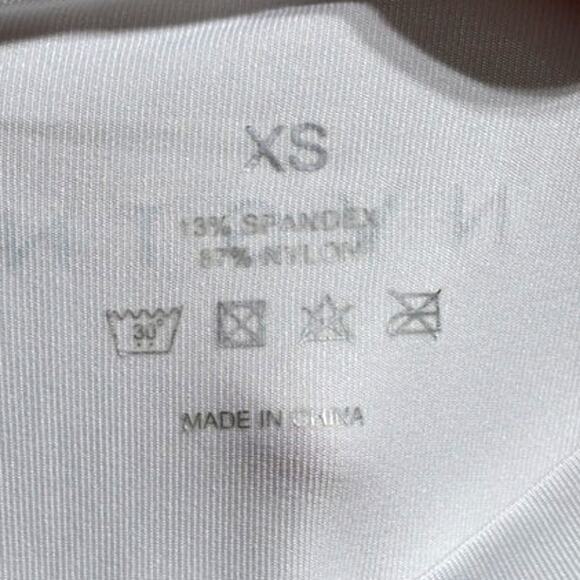 XS
13% SPANDEX
87% NYLON
30°
MADE IN CHINA